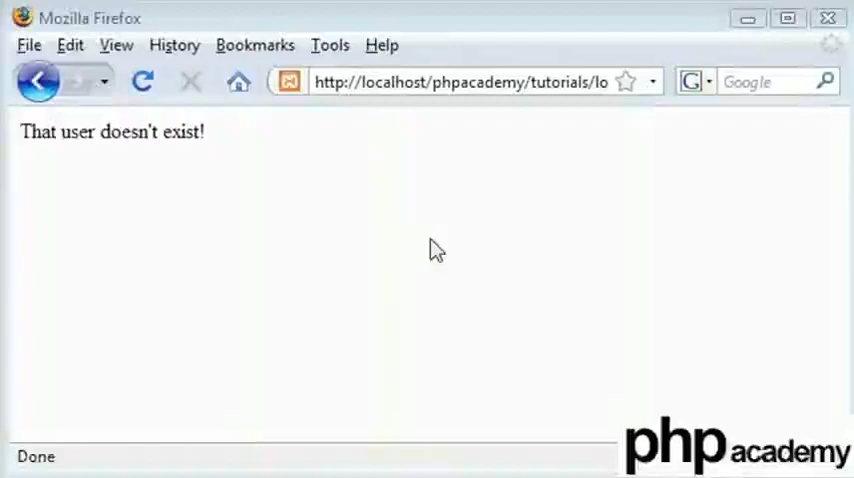 Mozilla Firefox
File Edit View History Bookmarks Tools Help
http://localhost/phpacademy/tutorials/lo G Google
That user doesn't exist!
Done
php academy